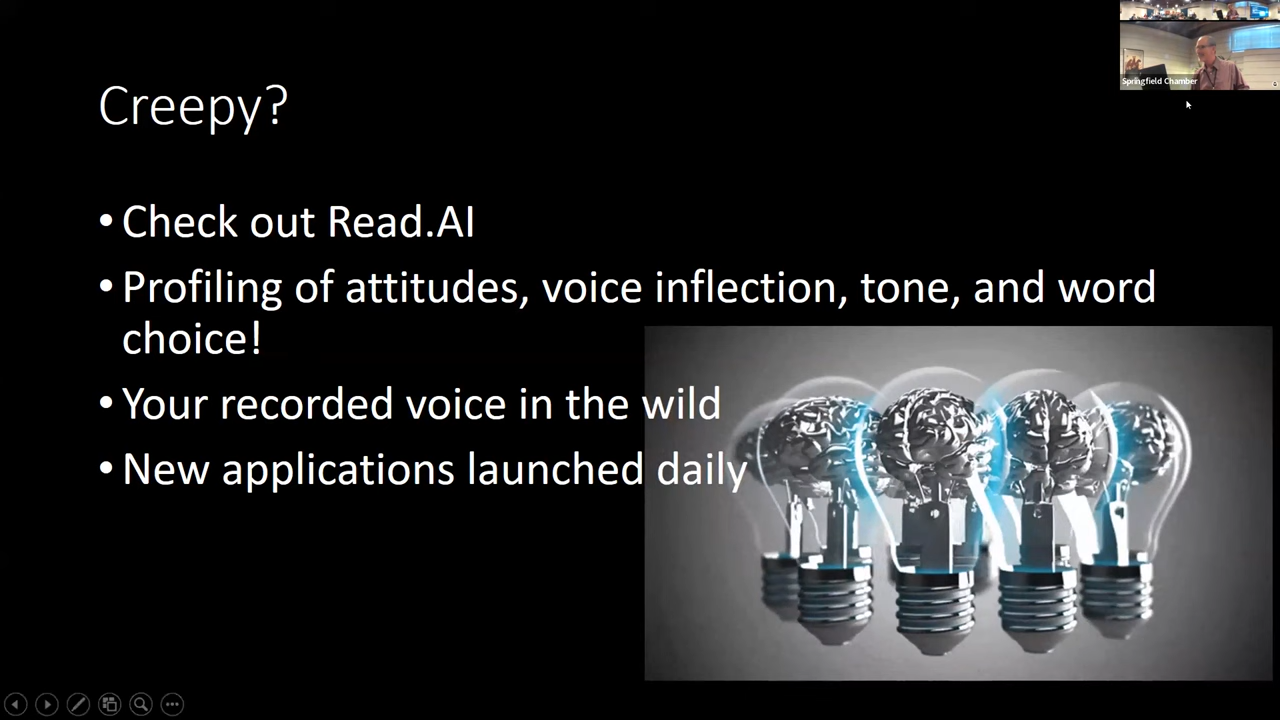 Springfield Chamber
Creepy?
• Check out Read.AI
• Profiling of attitudes, voice inflection, tone, and word
choice!
• Your recorded voice in the wild
• New applications launched daily